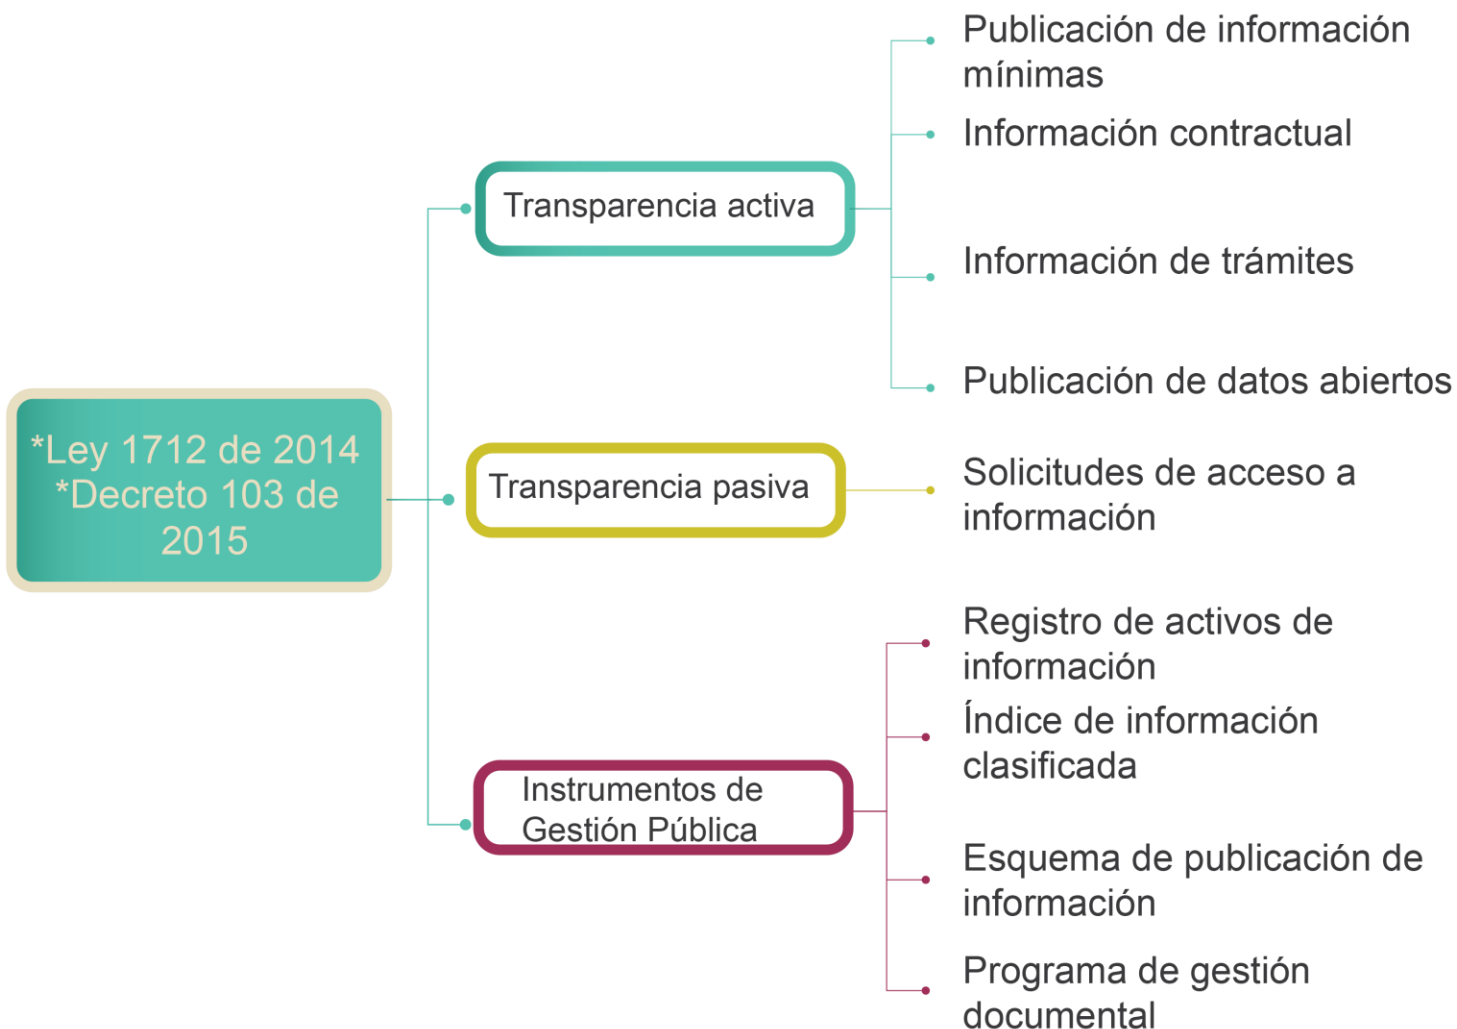 *Ley 1712 de 2014
*Decreto 103 de
2015
Transparencia activa
Publicación de información
mínimas
Información contractual
Información de trámites
Publicación de datos abiertos
Transparencia pasiva
Solicitudes de acceso a
información
Instrumentos de
Gestión Pública
Registro de activos de
información
Índice de información
clasificada
Esquema de publicación de
información
Programa de gestión
documental